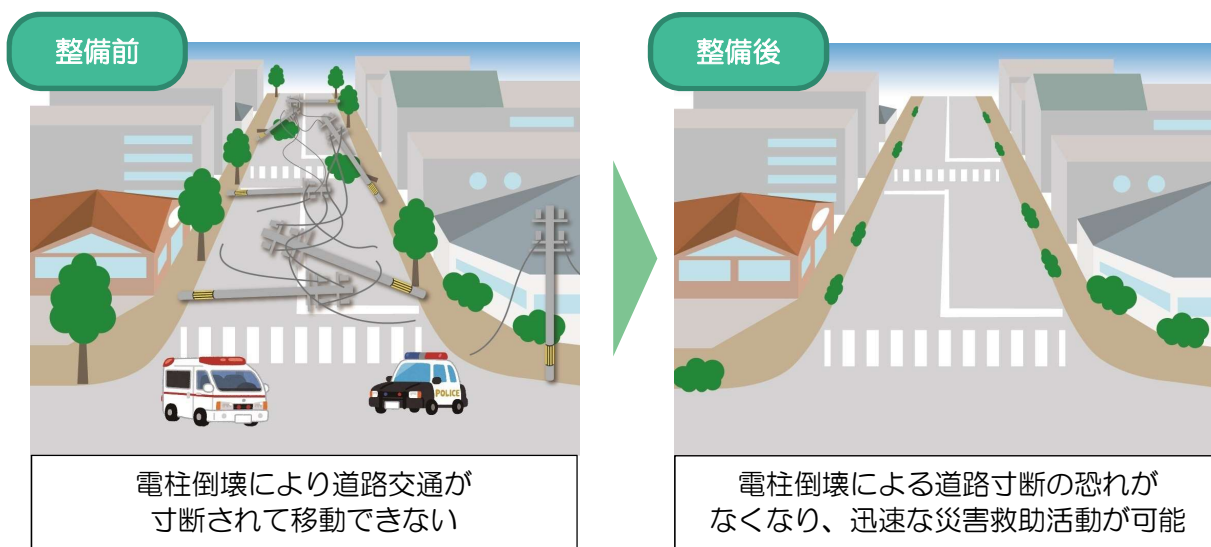 整備前
POLICE
電柱倒壊により道路交通が
寸断されて移動できない
整備後
電柱倒壊による道路寸断の恐れが
なくなり、迅速な災害救助活動が可能